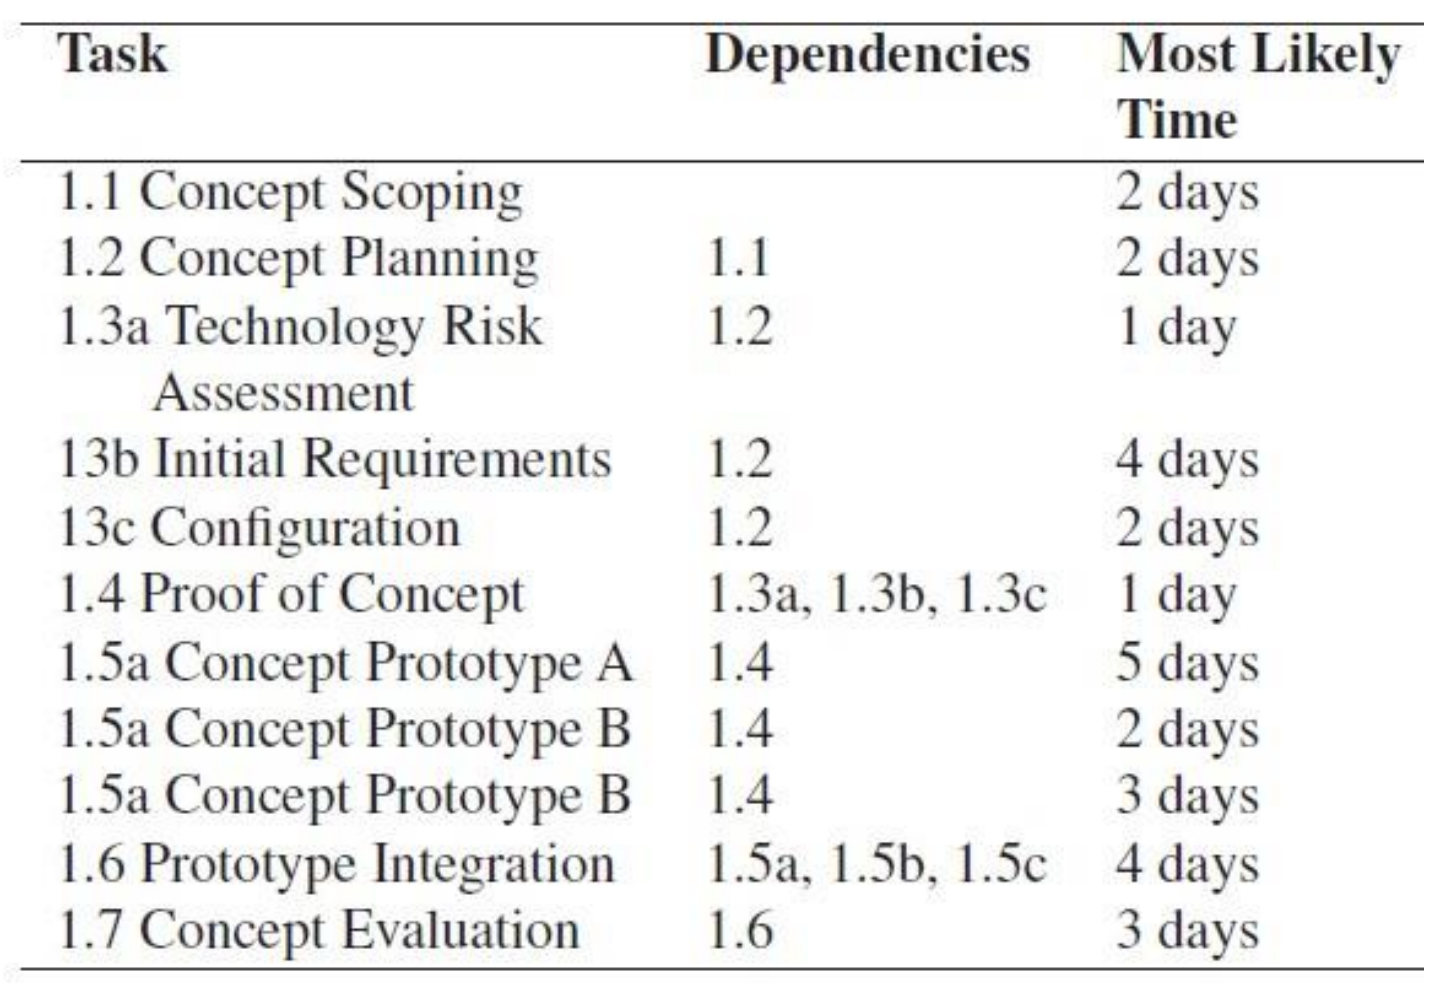 Task Dependencies Most Likely
Time
1.1 Concept Scoping 2 days
1.2 Concept Planning 1.1 2 days
1.3a Technology Risk 1.2 1 day
Assessment
13b Initial Requirements 1.2 4 days
13c Configuration 1.2 2 days
1.4 Proof of Concept 1.3a, 1.3b, 1.3c 1 day
1.5a Concept Prototype A 1.4 5 days
1.5a Concept Prototype B 1.4 2 days
1.5a Concept Prototype B 1.4 3 days
1.6 Prototype Integration 1.5a, 1.5b, 1.5c 4 days
1.7 Concept Evaluation 1.6 3 days